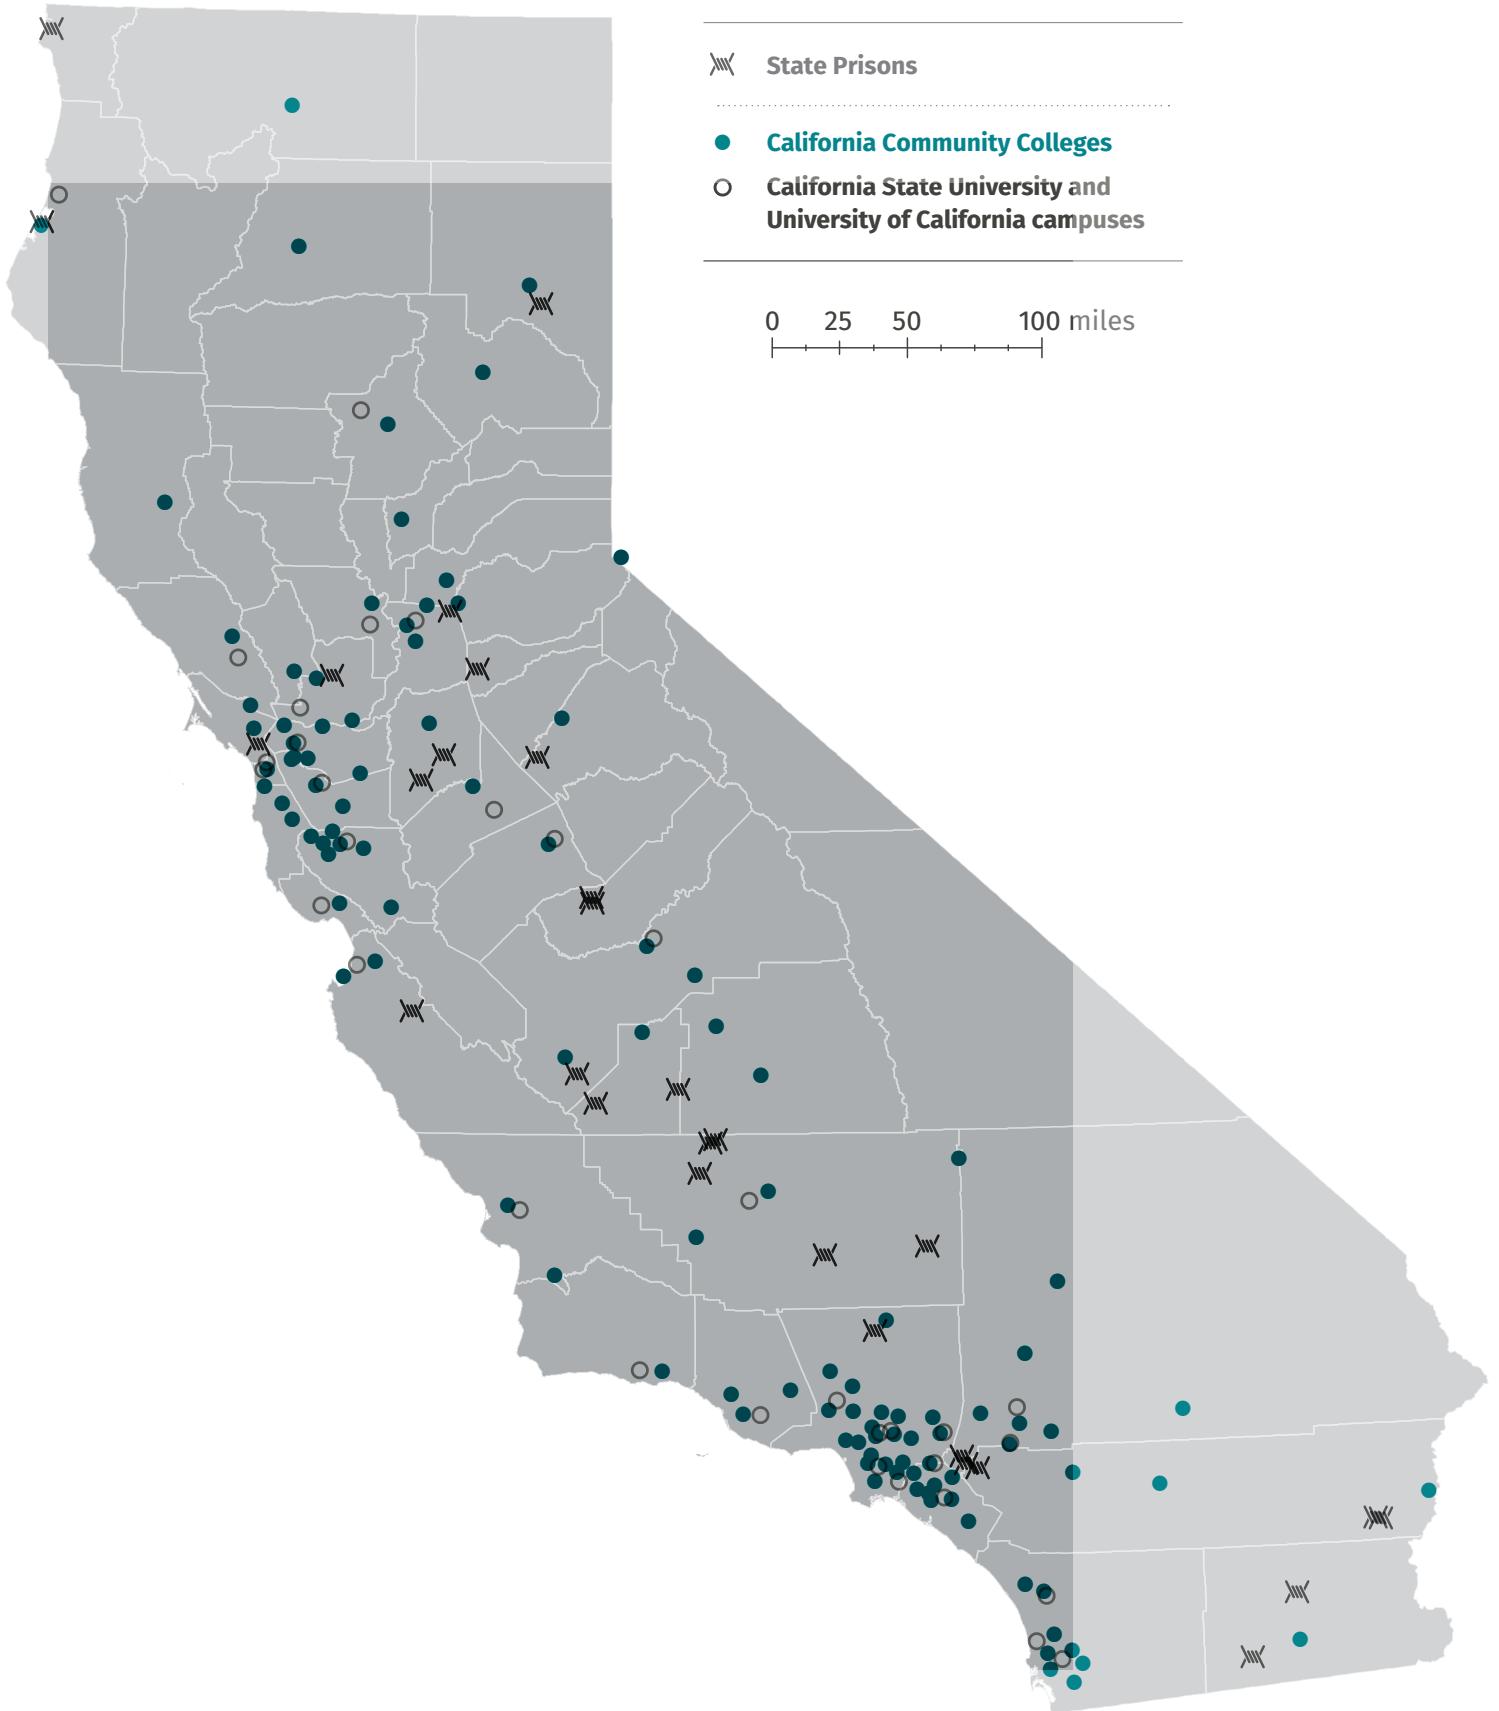 State Prisons
California Community Colleges
California State University and
University of California campuses
0 25 50 100 miles